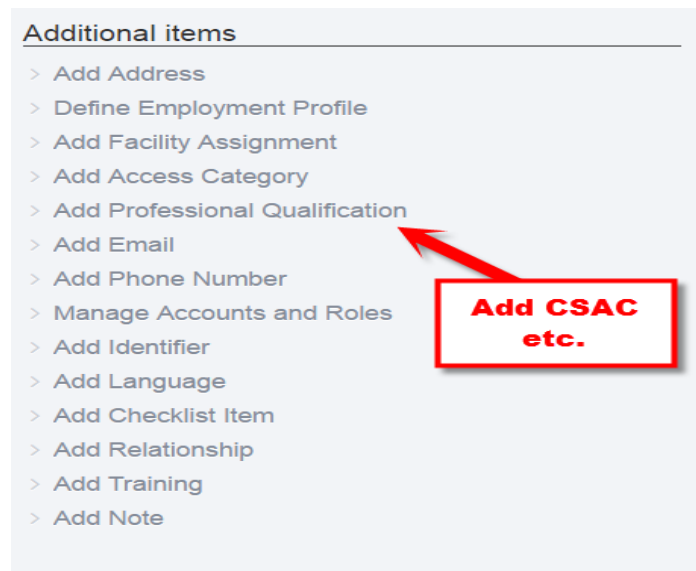 Additional items
> Add Address
> Define Employment Profile
> Add Facility Assignment
> Add Access Category
> Add Professional Qualification
> Add Email
> Add Phone Number
> Manage Accounts and Roles
> Add Identifier
> Add Language
> Add Checklist Item
> Add Relationship
> Add Training
> Add Note
Add CSAC
etc.